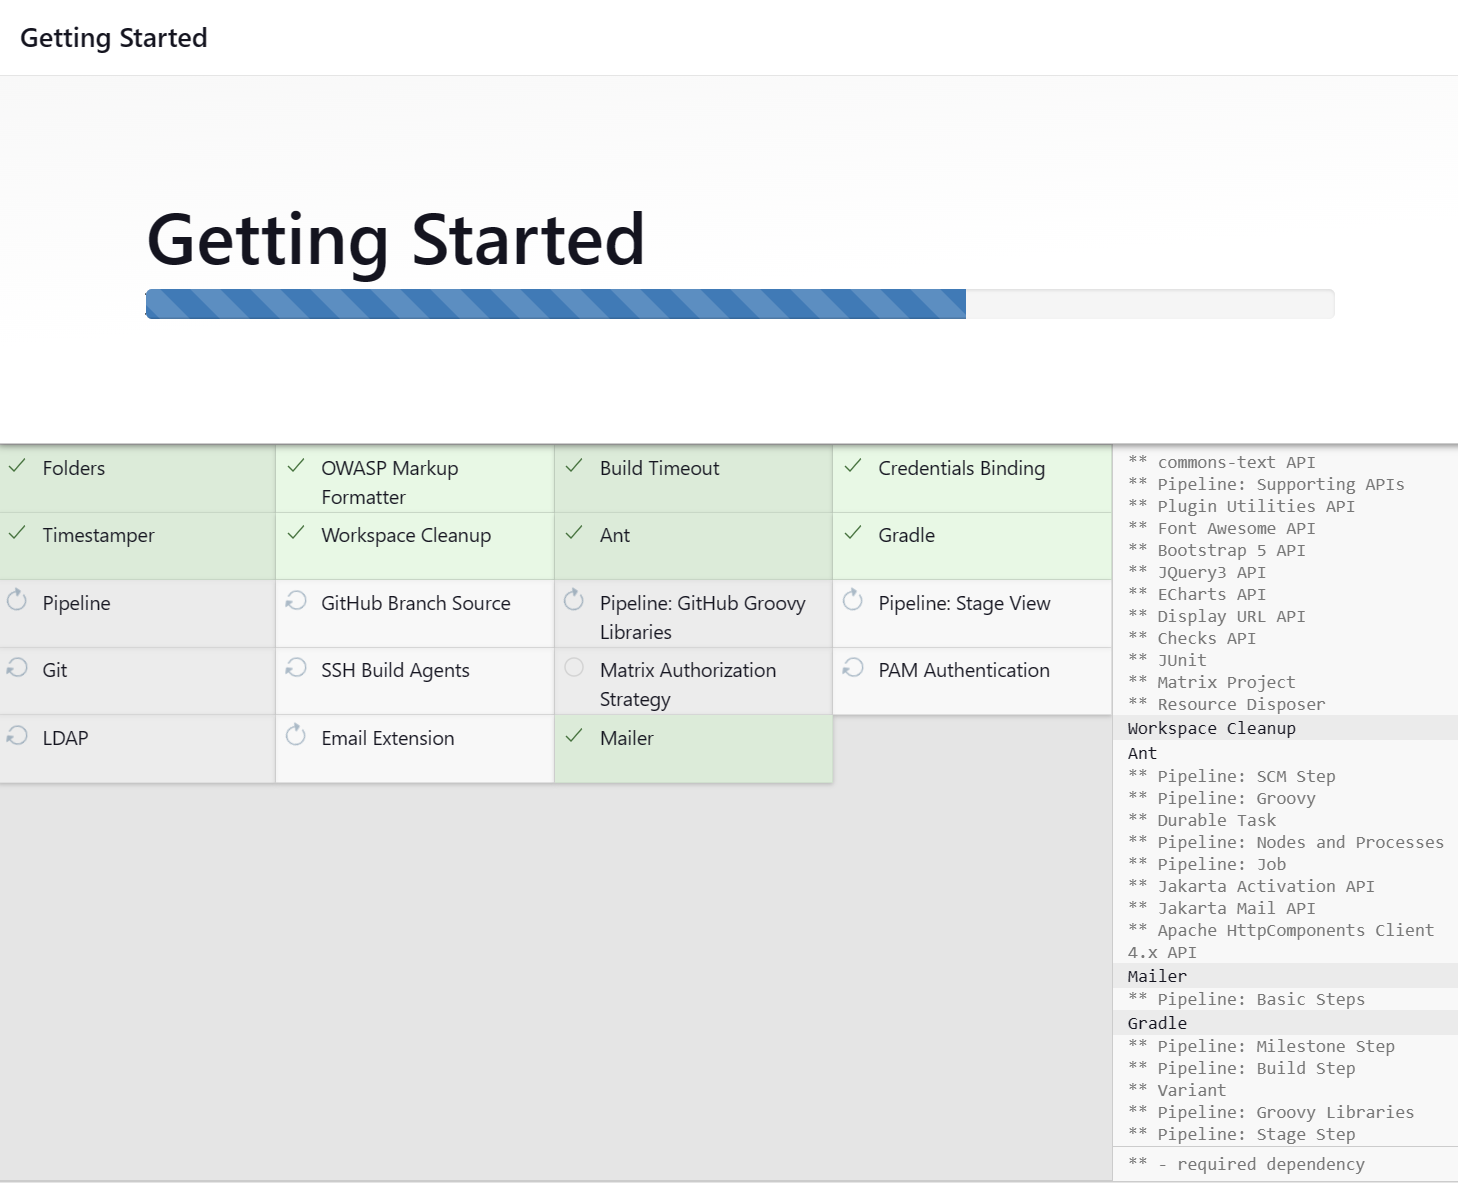 Getting Started
Getting Started
Folders
OWASP Markup
Formatter
Build Timeout
Credentials Binding
Timestamper
Workspace Cleanup
Ant
Gradle
Pipeline
GitHub Branch Source
Pipeline: GitHub Groovy
Libraries
Pipeline: Stage View
Git
SSH Build Agents
Matrix Authorization
Strategy
PAM Authentication
LDAP
Email Extension
Mailer
** commons-text API
** Pipeline: Supporting APIs
** Plugin Utilities API
** Font Awesome API
** Bootstrap 5 API
** JQuery3 API
** ECharts API
** Display URL API
** Checks API
** JUnit
** Matrix Project
** Resource Disposer
Workspace Cleanup
Ant
** Pipeline: SCM Step
** Pipeline: Groovy
** Durable Task
** Pipeline: Nodes and Processes
** Pipeline: Job
** Jakarta Activation API
** Jakarta Mail API
** Apache HttpComponents Client
4.x API
Mailer
** Pipeline: Basic Steps
Gradle
** Pipeline: Milestone Step
** Pipeline: Build Step
** Variant
** Pipeline: Groovy Libraries
** Pipeline: Stage Step
** - required dependency